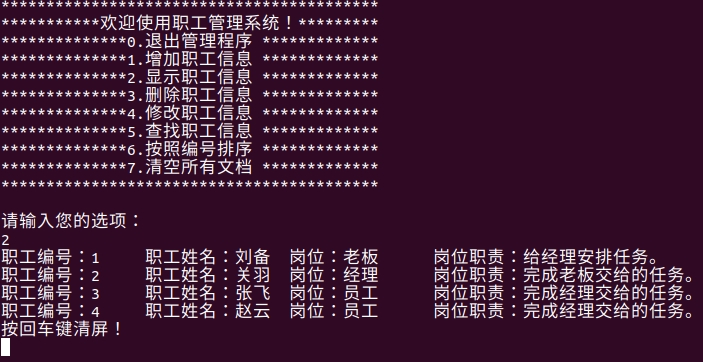 ******************************************
***********欢迎使用职工管理系统！*********
**************0.退出管理程序 *************
**************1.增加职工信息 *************
**************2.显示职工信息 *************
**************3.删除职工信息 *************
**************4.修改职工信息 *************
**************5.查找职工信息 *************
**************6.按照编号排序 *************
**************7.清空所有文档 *************
******************************************
请输入您的选项：
2
职工编号：1 职工姓名：刘备 岗位：老板 岗位职责：给经理安排任务。
职工编号：2 职工姓名：关羽 岗位：经理 岗位职责：完成老板交给的任务。
职工编号：3 职工姓名：张飞 岗位：员工 岗位职责：完成经理交给的任务。
职工编号：4 职工姓名：赵云 岗位：员工 岗位职责：完成经理交给的任务。
按回车键清屏！